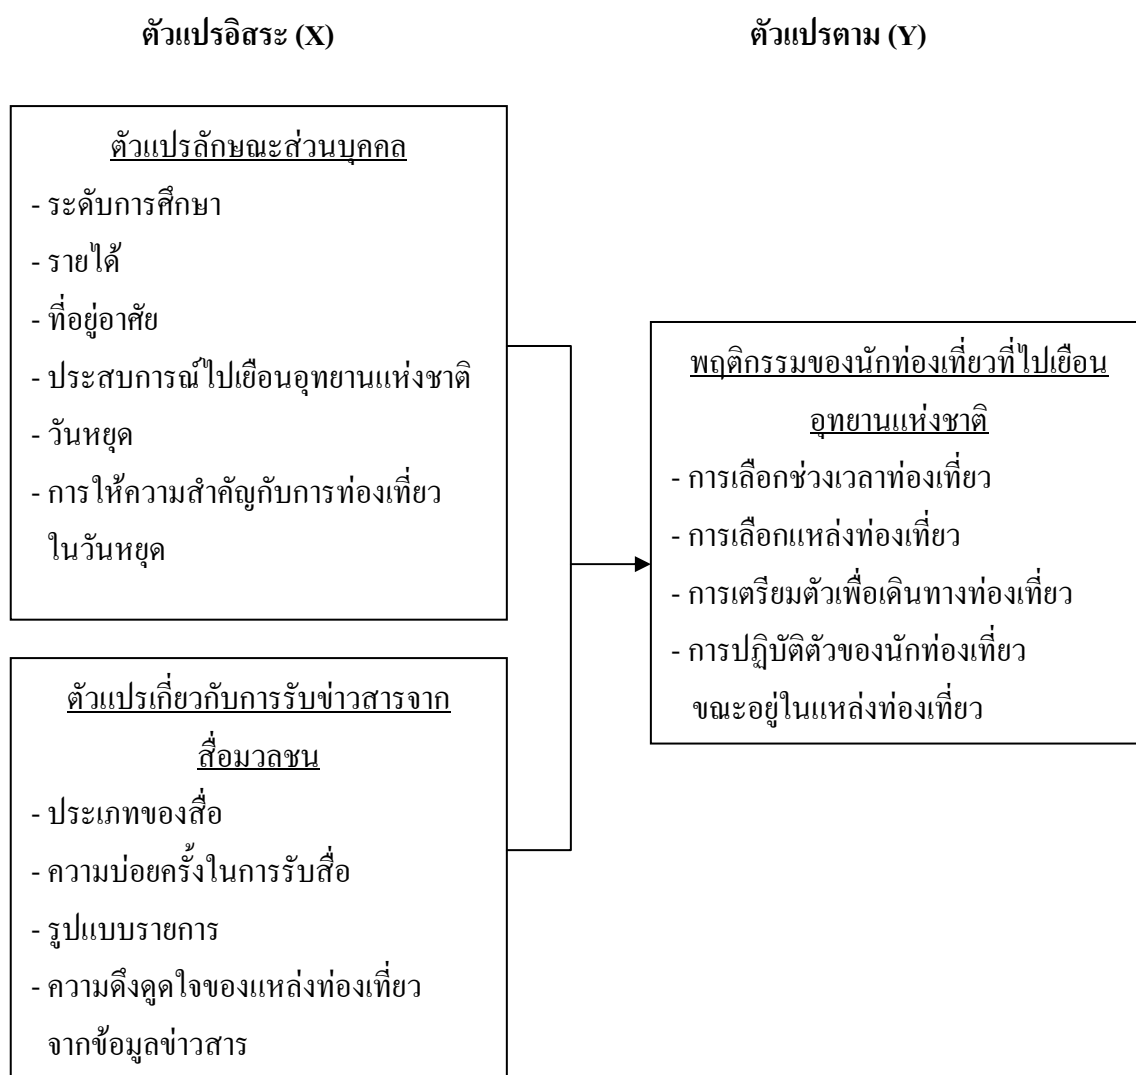 ตัวแปรอิสระ (X)
ตัวแปรตาม (Y)
ตัวแปรลักษณะส่วนบุคคล
- ระดับการศึกษา
- รายได้
- ที่อยู่อาศัย
- ประสบการณ์ไปเยือนอุทยานแห่งชาติ
- วันหยุด
- การให้ความสำคัญกับการท่องเที่ยว
ในวันหยุด
ตัวแปรเกี่ยวกับการรับข่าวสารจาก
สื่อมวลชน
- ประเภทของสื่อ
- ความบ่อยครั้งในการรับสื่อ
- รูปแบบรายการ
- ความดึงดูดใจของแหล่งท่องเที่ยว
จากข้อมูลข่าวสาร
พฤติกรรมของนักท่องเที่ยวที่ไปเยือน
อุทยานแห่งชาติ
- การเลือกช่วงเวลาท่องเที่ยว
- การเลือกแหล่งท่องเที่ยว
- การเตรียมตัวเพื่อเดินทางท่องเที่ยว
- การปฏิบัติตัวของนักท่องเที่ยว
ขณะอยู่ในแหล่งท่องเที่ยว